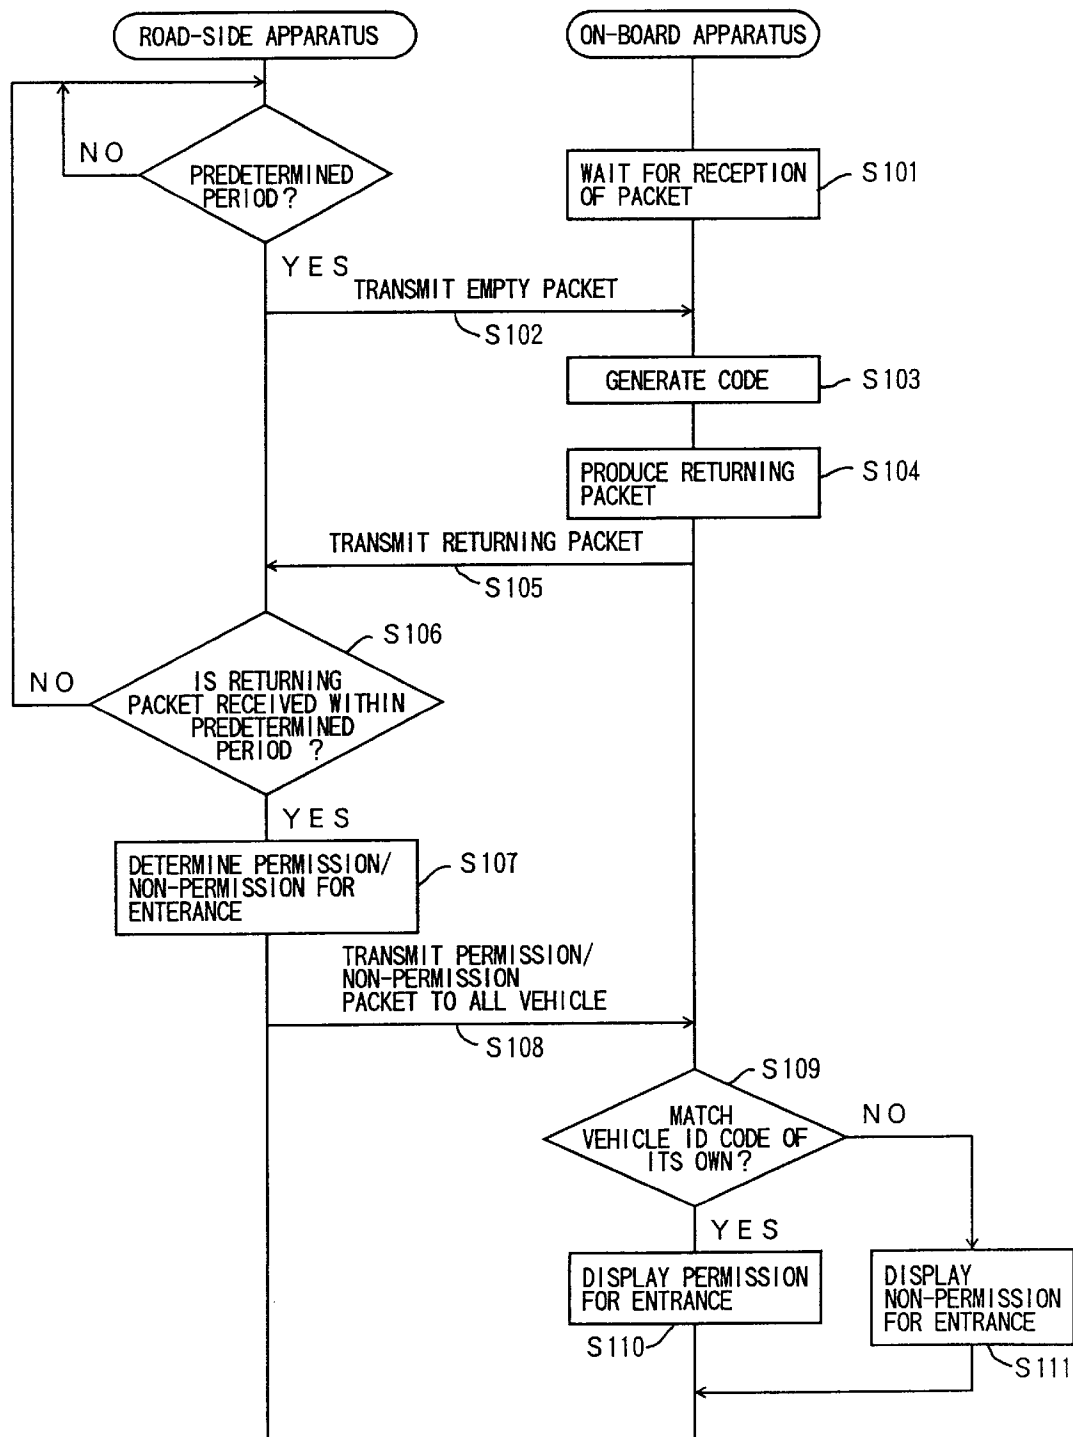 ROAD-SIDE APPARATUS
ON-BOARD APPARATUS
NO
PREDETERMINED
PERIOD?
WAIT FOR RECEPTION
OF PACKET
S101
YES
TRANSMIT EMPTY PACKET
S102
GENERATE CODE
S103
PRODUCE RETURNING
PACKET
S104
TRANSMIT RETURNING PACKET
S105
S106
NO
IS RETURNING
PACKET RECEIVED WITHIN
PREDETERMINED
PERIOD ?
YES
DETERMINE PERMISSION/
NON-PERMISSION FOR
ENTERANCE
S107
TRANSMIT PERMISSION/
NON-PERMISSION
PACKET TO ALL VEHICLE
S108
S109
MATCH
VEHICLE ID CODE OF
ITS OWN?
NO
YES
DISPLAY PERMISSION
FOR ENTRANCE
S110
DISPLAY
NON-PERMISSION
FOR ENTRANCE
S111